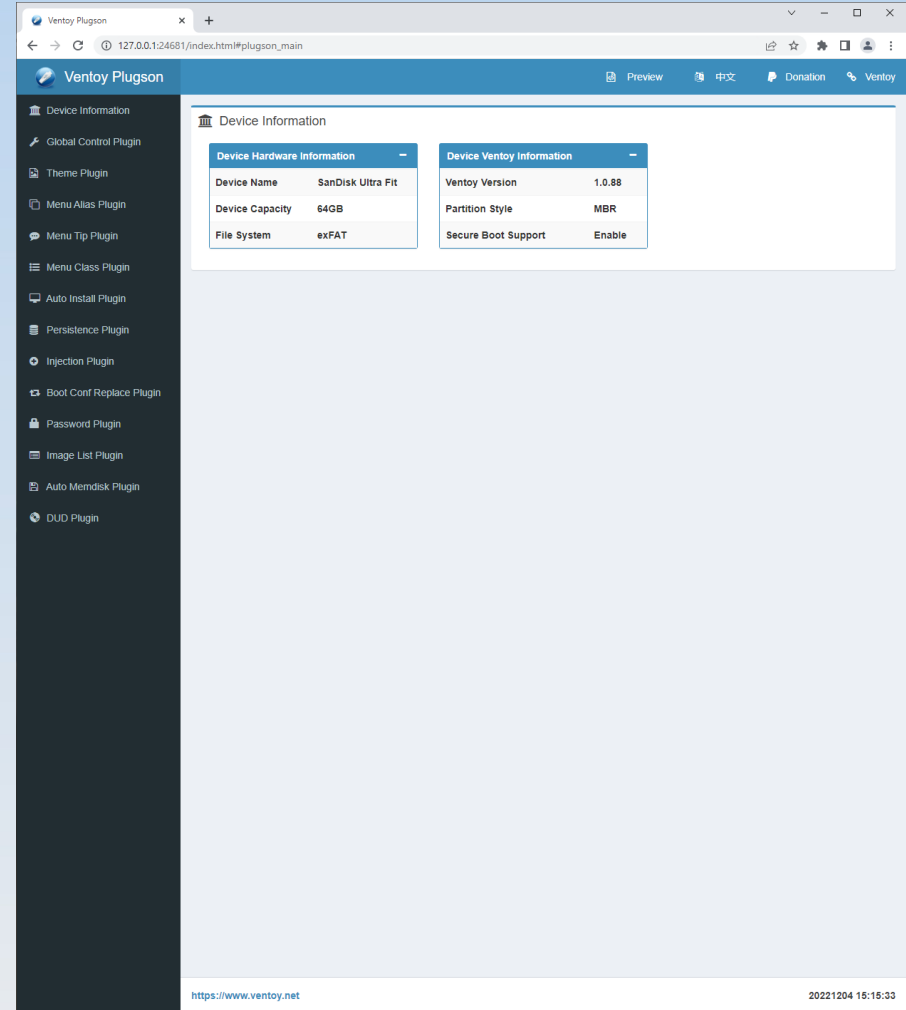 Ventoy Plugson
127.0.0.1:24681/index.html#plugson_main
Ventoy Plugson
Preview
中文
Donation
Ventoy
Device Information
Global Control Plugin
Theme Plugin
Menu Alias Plugin
Menu Tip Plugin
Menu Class Plugin
Auto Install Plugin
Persistence Plugin
Injection Plugin
Boot Conf Replace Plugin
Password Plugin
Image List Plugin
Auto Memdisk Plugin
DUD Plugin
Device Information
Device Hardware Information
Device Name SanDisk Ultra Fit
Device Capacity 64GB
File System exFAT
Device Ventoy Information
Ventoy Version 1.0.88
Partition Style MBR
Secure Boot Support Enable
https://www.ventoy.net
20221204 15:15:33